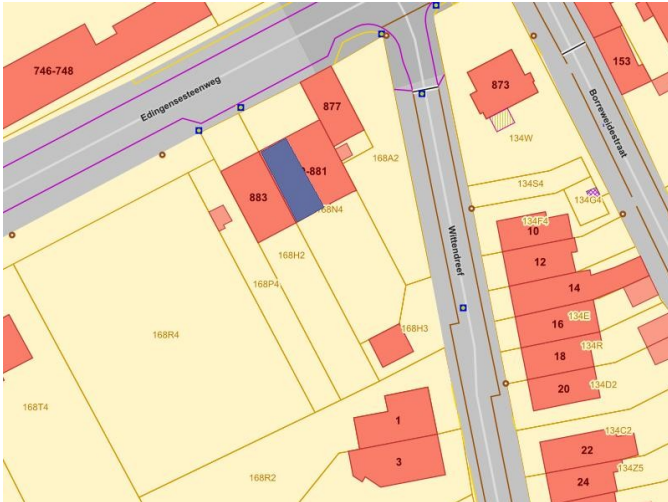 746-748
153
Edingensesteenweg
873
877
Borreweidestraat
134W
168A2
-881
883
134S4
134G4
168N4
134F4
10
Wittendreef
168H2
12
168P4
14
134E
16
168R4
168H3
134R
18
134D2
20
168T4
1
134C2
22
3
134Z5
168R2
24